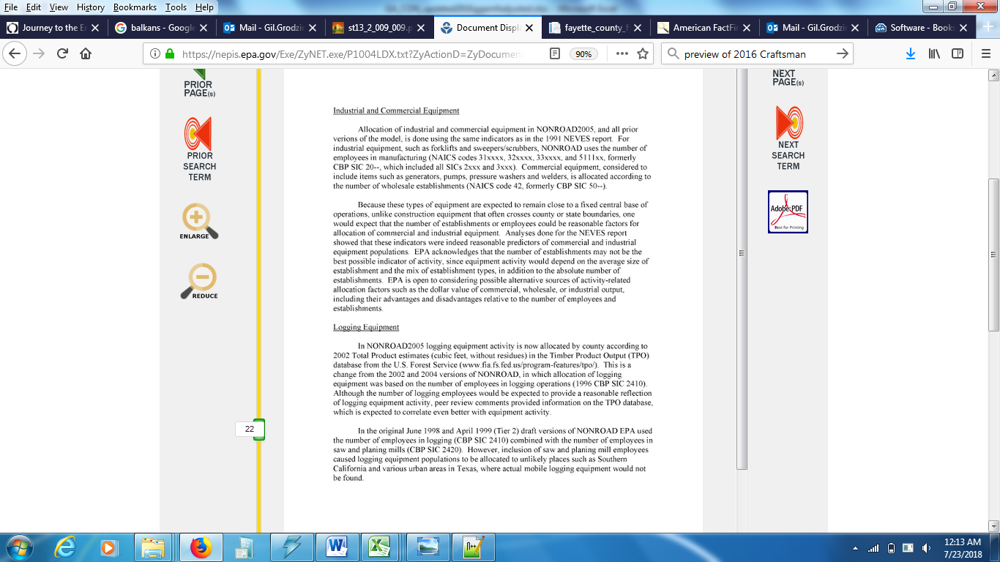 File Edit View History Bookmarks Tools Help
Journey to the E
balkans - Google
Mail - Gil.Grodzin
st13_2_009_009.p
Document Displa
fayette_county_f
American FactFin
Mail - Gil.Grodzin
Software - Books
https://nepis.epa.gov/Exe/ZyNET.exe/P1004LDX.txt?ZyActionD=ZyDocument
90%
preview of 2016 Craftsman
PRIOR
PAGE(s)
PRIOR
SEARCH
TERM
ENLARGE
REDUCE
22
Industrial and Commercial Equipment
Allocation of industrial and commercial equipment in NONROAD2005, and all prior
verions of the model, is done using the same indicators as in the 1991 NEVES report. For
industrial equipment, such as forklifts and sweepers/scrubbers, NONROAD uses the number of
employees in manufacturing (NAICS codes 31xxxx, 32xxxx, 33xxxx, and 5111xx, formerly
CBP SIC 20--, which included all SICs 2xxx and 3xxx). Commercial equipment, considered to
include items such as generators, pumps, pressure washers and welders, is allocated according to
the number of wholesale establishments (NAICS code 42, formerly CBP SIC 50--).
Because these types of equipment are expected to remain close to a fixed central base of
operations, unlike construction equipment that often crosses county or state boundaries, one
would expect that the number of establishments or employees could be reasonable factors for
allocation of commercial and industrial equipment. Analyses done for the NEVES report
showed that these indicators were indeed reasonable predictors of commercial and industrial
equipment populations. EPA acknowledges that the number of establishments may not be the
best possible indicator of activity, since equipment activity would depend on the average size of
establishment and the mix of establishment types, in addition to the absolute number of
establishments. EPA is open to considering possible alternative sources of activity-related
allocation factors such as the dollar value of commercial, wholesale, or industrial output,
including their advantages and disadvantages relative to the number of employees and
establishments.
Logging Equipment
In NONROAD2005 logging equipment activity is now allocated by county according to
2002 Total Product estimates (cubic feet, without residues) in the Timber Product Output (TPO)
database from the U.S. Forest Service (www.fia.fs.fed.us/program-features/tpo/). This is a
change from the 2002 and 2004 versions of NONROAD, in which allocation of logging
equipment was based on the number of employees in logging operations (1996 CBP SIC 2410).
Although the number of logging employees would be expected to provide a reasonable reflection
of logging equipment activity, peer review comments provided information on the TPO database,
which is expected to correlate even better with equipment activity.
In the original June 1998 and April 1999 (Tier 2) draft versions of NONROAD EPA used
the number of employees in logging (CBP SIC 2410) combined with the number of employees in
saw and planing mills (CBP SIC 2420). However, inclusion of saw and planing mill employees
caused logging equipment populations to be allocated to unlikely places such as Southern
California and various urban areas in Texas, where actual mobile logging equipment would not
be found.
NEXT
PAGE(s)
NEXT
SEARCH
TERM
Adobe PDF
Best for Printing
12:13 AM
7/23/2018